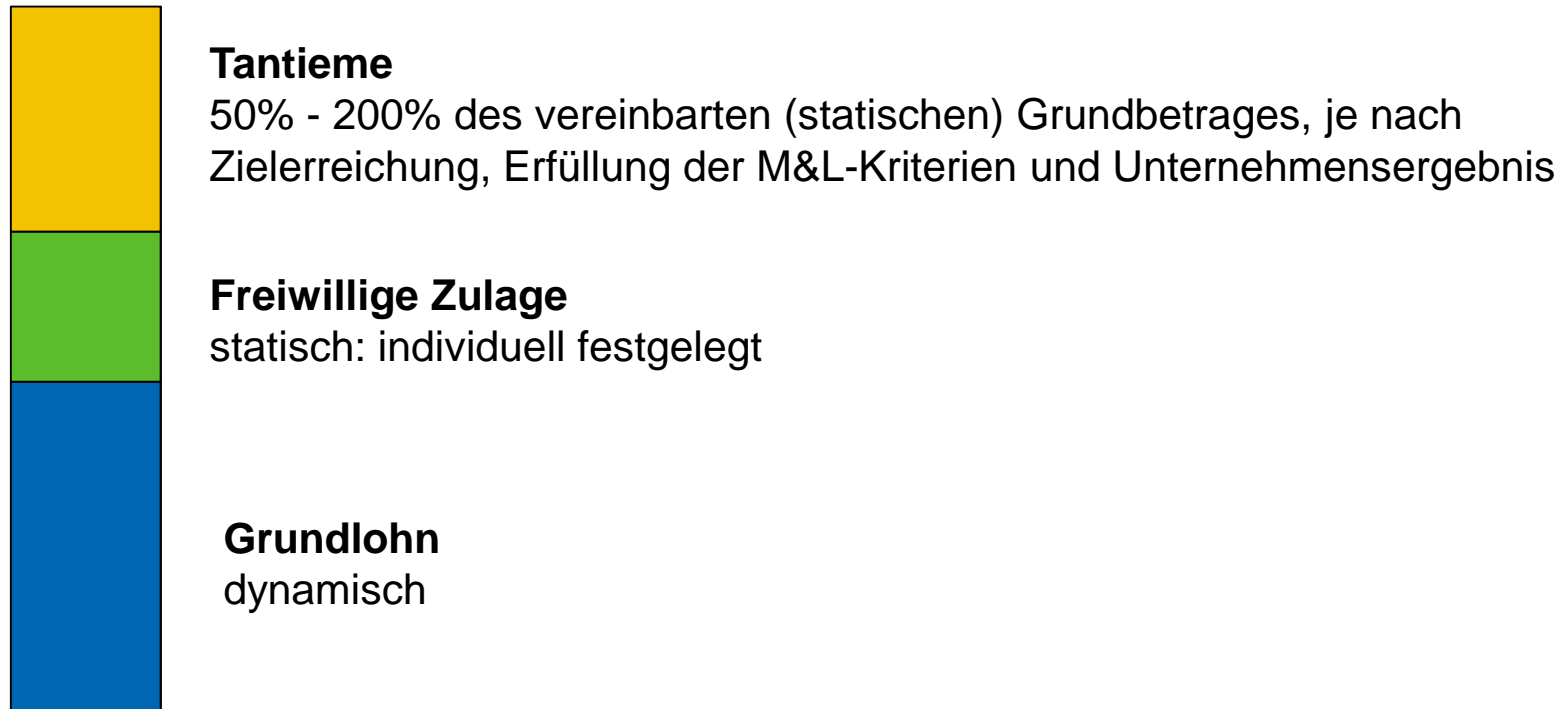 Tantieme
50% - 200% des vereinbarten (statischen) Grundbetrages, je nach
Zielerreichung, Erfüllung der M&L-Kriterien und Unternehmensergebnis
Freiwillige Zulage
statisch: individuell festgelegt
Grundlohn
dynamisch